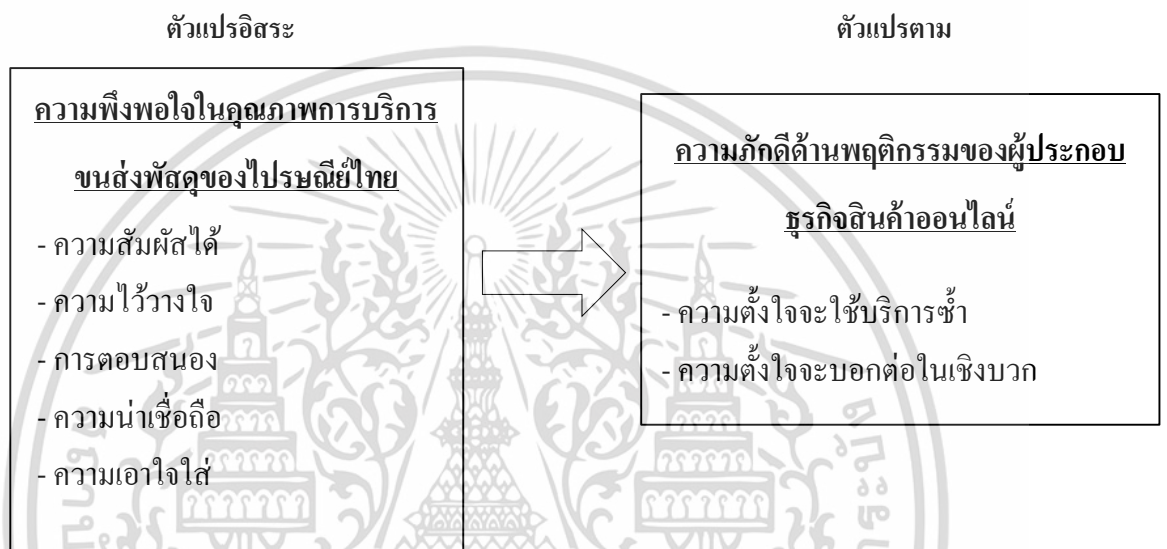 ตัวแปรอิสระ
ตัวแปรตาม
ความพึงพอใจในคุณภาพการบริการ
ขนส่งพัสดุของไปรษณีย์ไทย
- ความสัมผัสได้
- ความไว้วางใจ
- การตอบสนอง
- ความน่าเชื่อถือ
- ความเอาใจใส่
ความภักดีด้านพฤติกรรมของผู้ประกอบ
ธุรกิจสินค้าออนไลน์
- ความตั้งใจจะใช้บริการซ้ำ
- ความตั้งใจจะบอกต่อในเชิงบวก